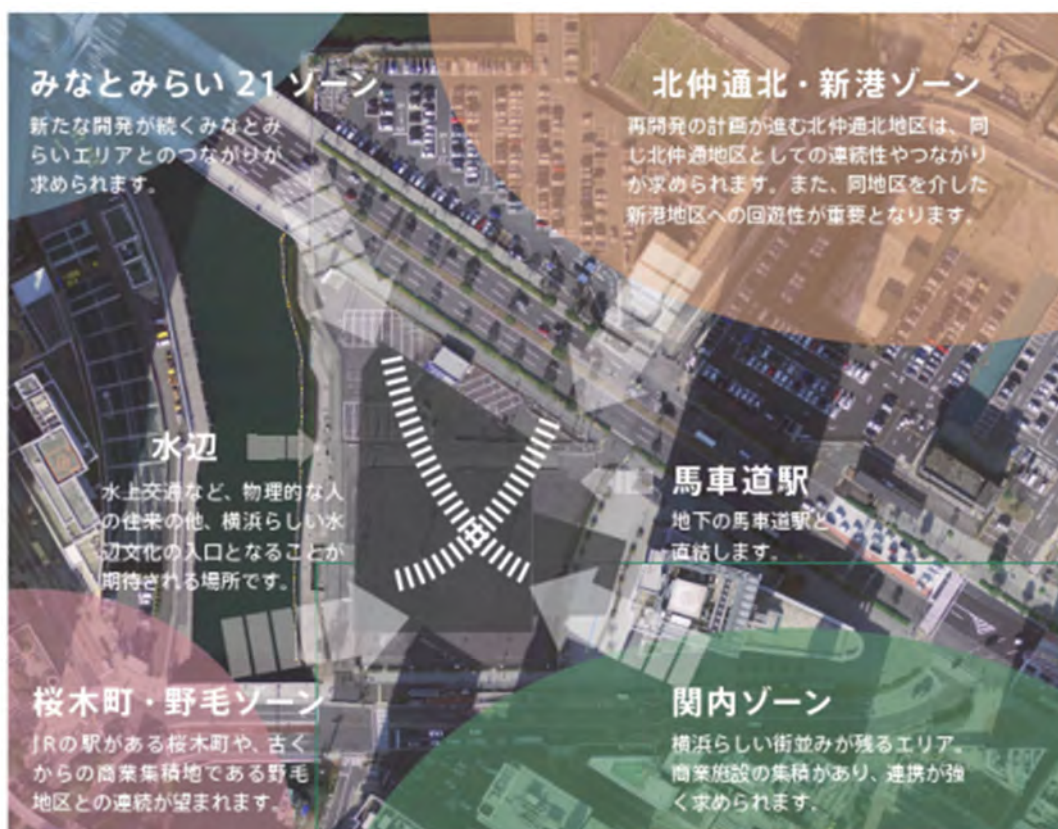 みなとみらい 21 ゾーン
新たな開発が続くみなとみ
らいエリアとのつながりが
求められます。
北仲通北・新港ゾーン
再開発の計画が進む北仲通北地区は、同
じ北仲通地区としての連続性やつながり
が求められます。また、同地区を介した
新港地区への回遊性が重要となります。
水辺
水上交通など、物理的な人
の往来の他、横浜らしい水
辺文化の入口となることが
期待される場所です。
馬車道駅
地下の馬車道駅と
直結します。
桜木町・野毛ゾーン
JRの駅がある桜木町や、古く
からの商業集積地である野毛
地区との連続が望まれます。
関内ゾーン
横浜らしい街並みが残るエリア。
商業施設の集積があり、連携が強
く求められます。